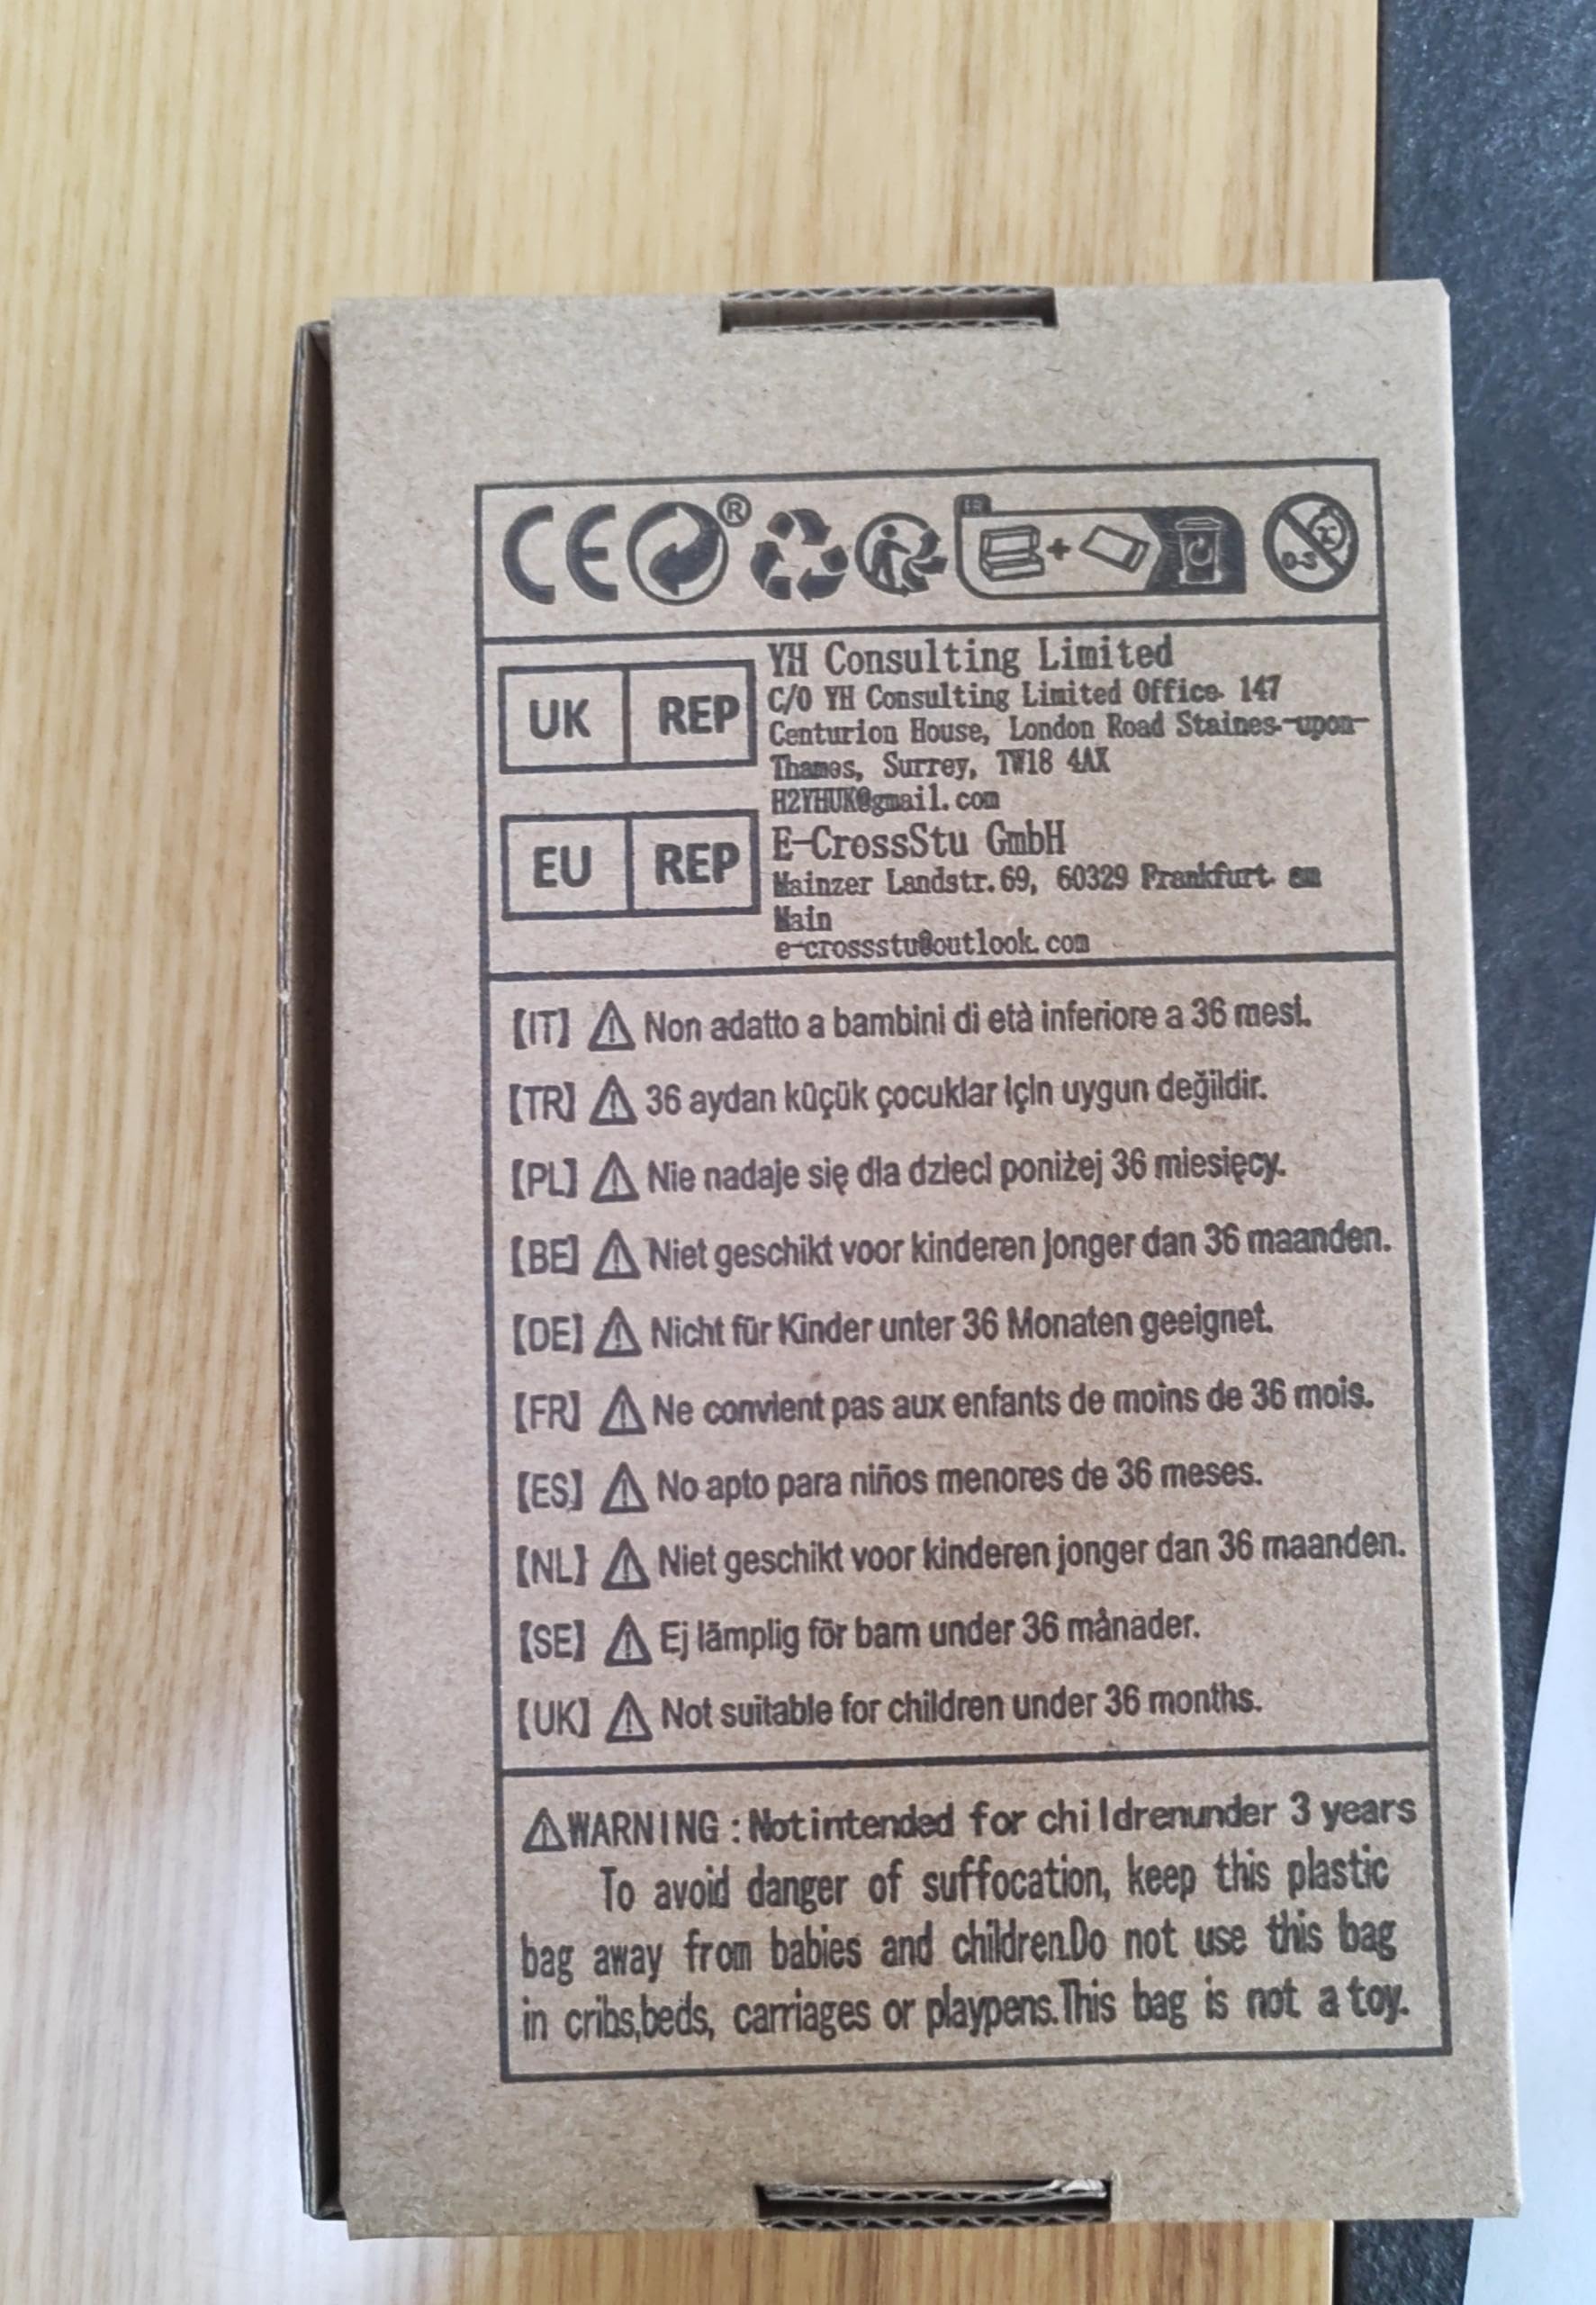 CE ®
FR
0-3
UK REP
YH Consulting Limited
C/O YH Consulting Limited Office 147
Centurion House, London Road Staines-upon-
Thames, Surrey, TW18 4AX
H2YHUK@gmail.com
EU REP
E-CrossStu GmbH
Mainzer Landstr.69, 60329 Frankfurt am
Main
e-crossstu@outlook.com
【IT】 ⚠ Non adatto a bambini di età inferiore a 36 mesi.
【TR】 ⚠ 36 aydan küçük çocuklar için uygun değildir.
【PL】 ⚠ Nie nadaje się dla dzieci poniżej 36 miesięcy.
【BE】 ⚠ Niet geschikt voor kinderen jonger dan 36 maanden.
【DE】 ⚠ Nicht für Kinder unter 36 Monaten geeignet.
【FR】 ⚠ Ne convient pas aux enfants de moins de 36 mois.
【ES】 ⚠ No apto para niños menores de 36 meses.
【NL】 ⚠ Niet geschikt voor kinderen jonger dan 36 maanden.
【SE】 ⚠ Ej lämplig för barn under 36 månader.
【UK】 ⚠ Not suitable for children under 36 months.
⚠WARNING:Notintended for childrenunder 3 years
To avoid danger of suffocation, keep this plastic
bag away from babies and children.Do not use this bag
in cribs,beds, carriages or playpens.This bag is not a toy.